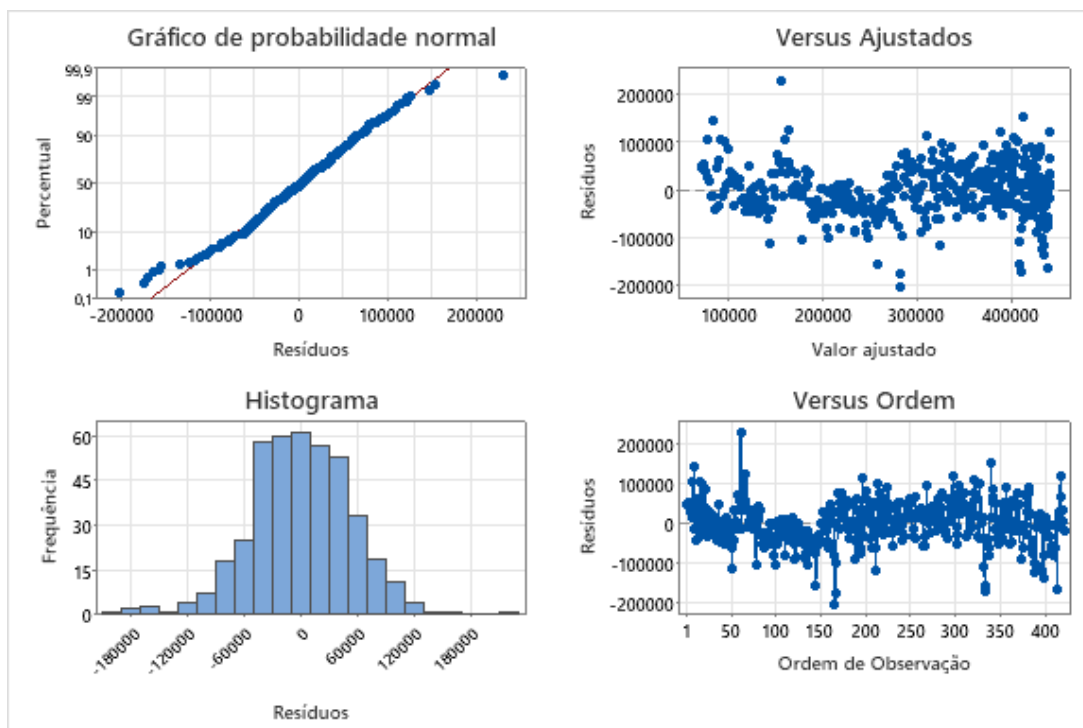 Gráfico de probabilidade normal
99,9
99
90
50
10
1
0,1
Percentual
-200000 -100000 0 100000 200000
Resíduos
Versus Ajustados
200000
100000
0
-100000
-200000
Resíduos
100000 200000 300000 400000
Valor ajustado
Histograma
60
45
30
15
0
Frequência
-180000 -120000 -60000 0 60000 120000 180000
Resíduos
Versus Ordem
200000
100000
0
-100000
-200000
Resíduos
1 50 100 150 200 250 300 350 400
Ordem de Observação